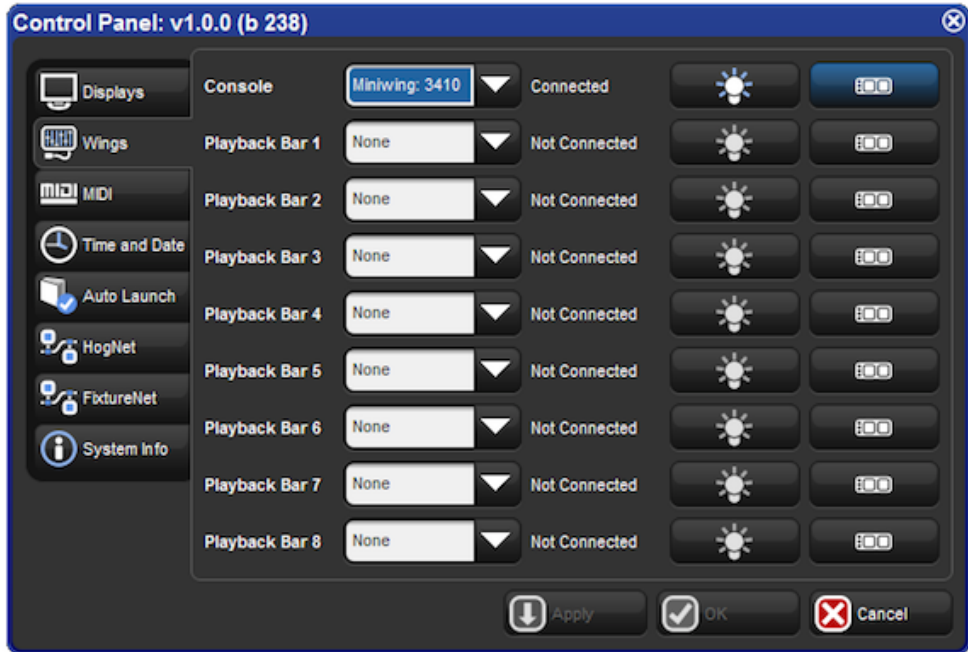 Control Panel: v1.0.0 (b 238)
Displays
Wings
MIDI MIDI
Time and Date
Auto Launch
HogNet
FixtureNet
System Info
Console Miniwing: 3410 Connected
Playback Bar 1 None Not Connected
Playback Bar 2 None Not Connected
Playback Bar 3 None Not Connected
Playback Bar 4 None Not Connected
Playback Bar 5 None Not Connected
Playback Bar 6 None Not Connected
Playback Bar 7 None Not Connected
Playback Bar 8 None Not Connected
Apply OK Cancel